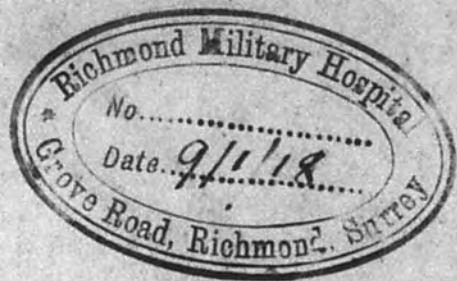 Richmond Military Hospital
No.....................
Date. 9/1/18
* Grove Road, Richmond. Surrey